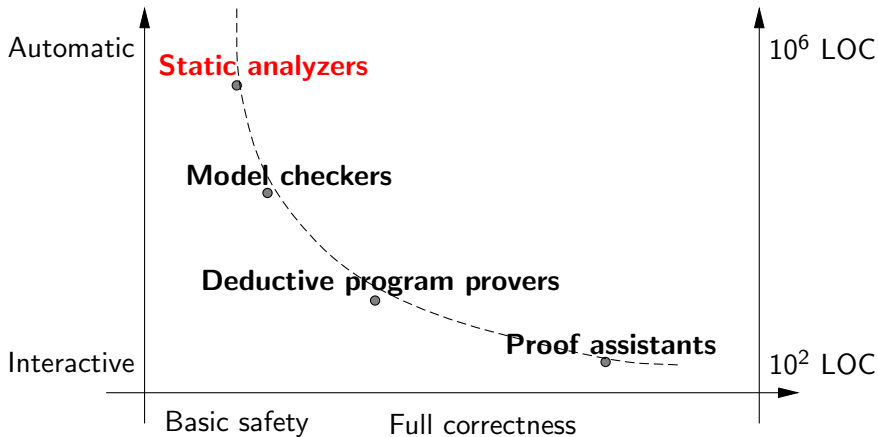 Automatic
10⁶ LOC
Static analyzers
Model checkers
Deductive program provers
Proof assistants
Interactive
10² LOC
Basic safety
Full correctness